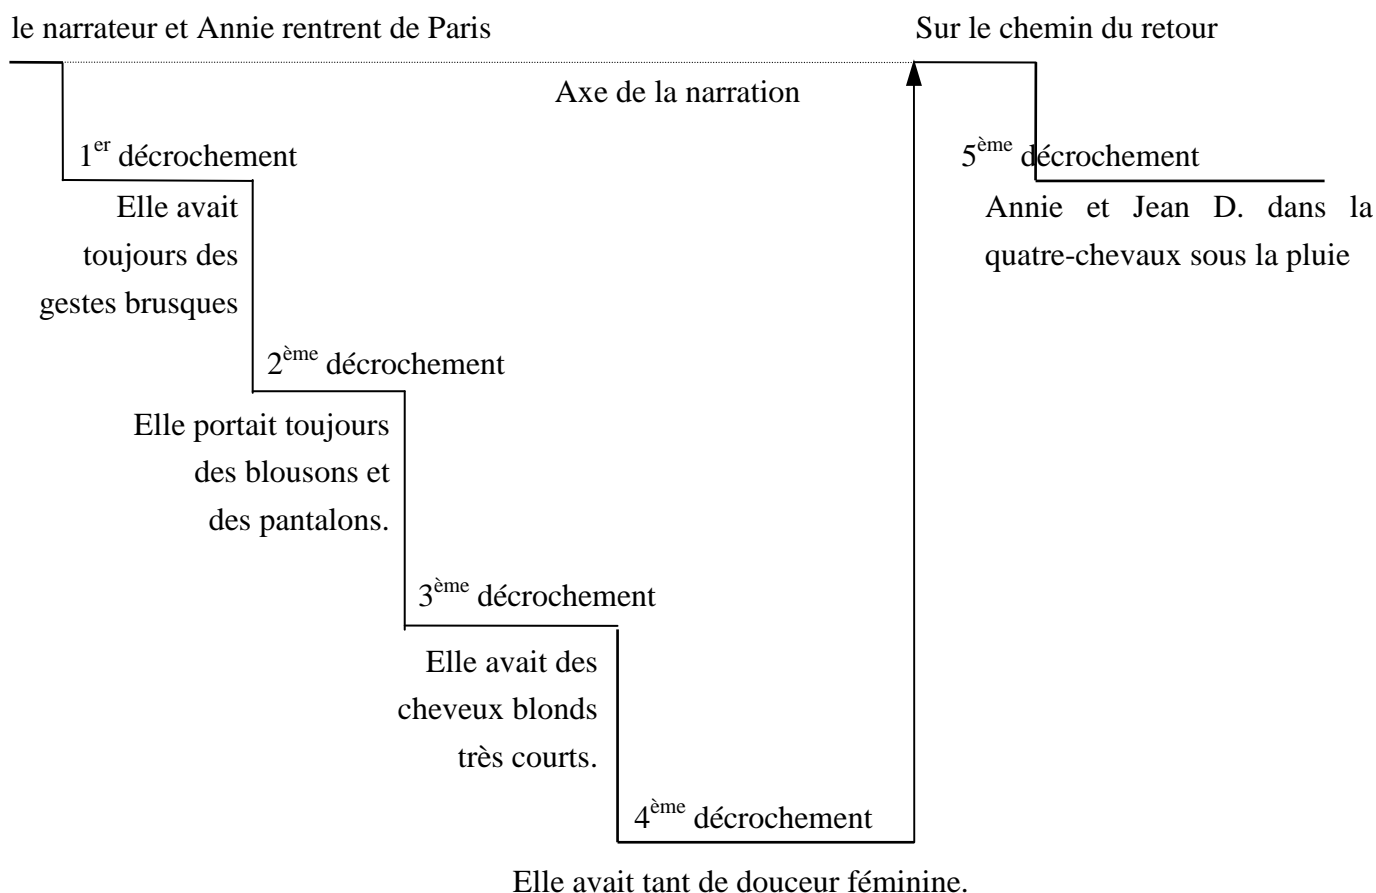 le narrateur et Annie rentrent de Paris
Sur le chemin du retour
Axe de la narration
1er décrochement
Elle avait
toujours des
gestes brusques
2ème décrochement
Elle portait toujours
des blousons et
des pantalons.
3ème décrochement
Elle avait des
cheveux blonds
très courts.
4ème décrochement
Elle avait tant de douceur féminine.
5ème décrochement
Annie et Jean D. dans la
quatre-chevaux sous la pluie